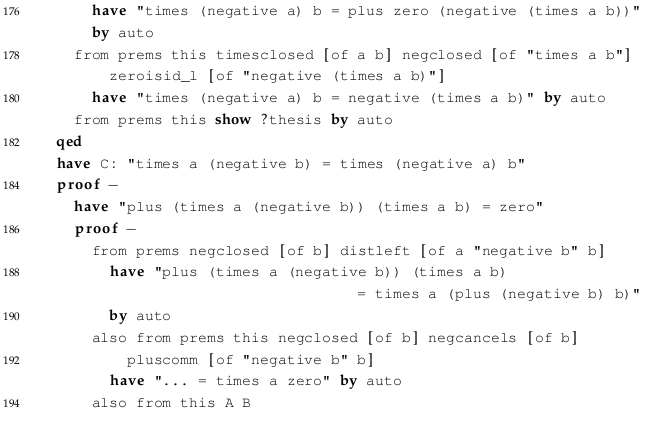 176 have "times (negative a) b = plus zero (negative (times a b))"
by auto
178 from prems this timesclosed [of a b] negclosed [of "times a b"]
zeroisid_l [of "negative (times a b)"]
180 have "times (negative a) b = negative (times a b)" by auto
from prems this show ?thesis by auto
182 qed
have C: "times a (negative b) = times (negative a) b"
184 proof −
have "plus (times a (negative b)) (times a b) = zero"
186 proof −
from prems negclosed [of b] distleft [of a "negative b" b]
188 have "plus (times a (negative b)) (times a b)
= times a (plus (negative b) b)"
190 by auto
also from prems this negclosed [of b] negcancels [of b]
192 pluscomm [of "negative b" b]
have "... = times a zero" by auto
194 also from this A B